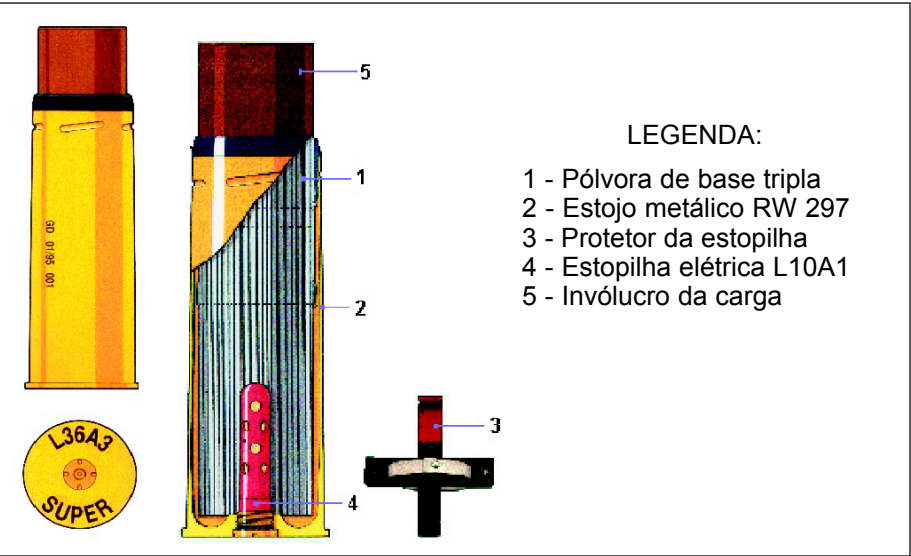 5
1
2
3
4
GD 01/95 001
L36A3
SUPER
LEGENDA:
1 - Pólvora de base tripla
2 - Estojo metálico RW 297
3 - Protetor da estopilha
4 - Estopilha elétrica L10A1
5 - Invólucro da carga